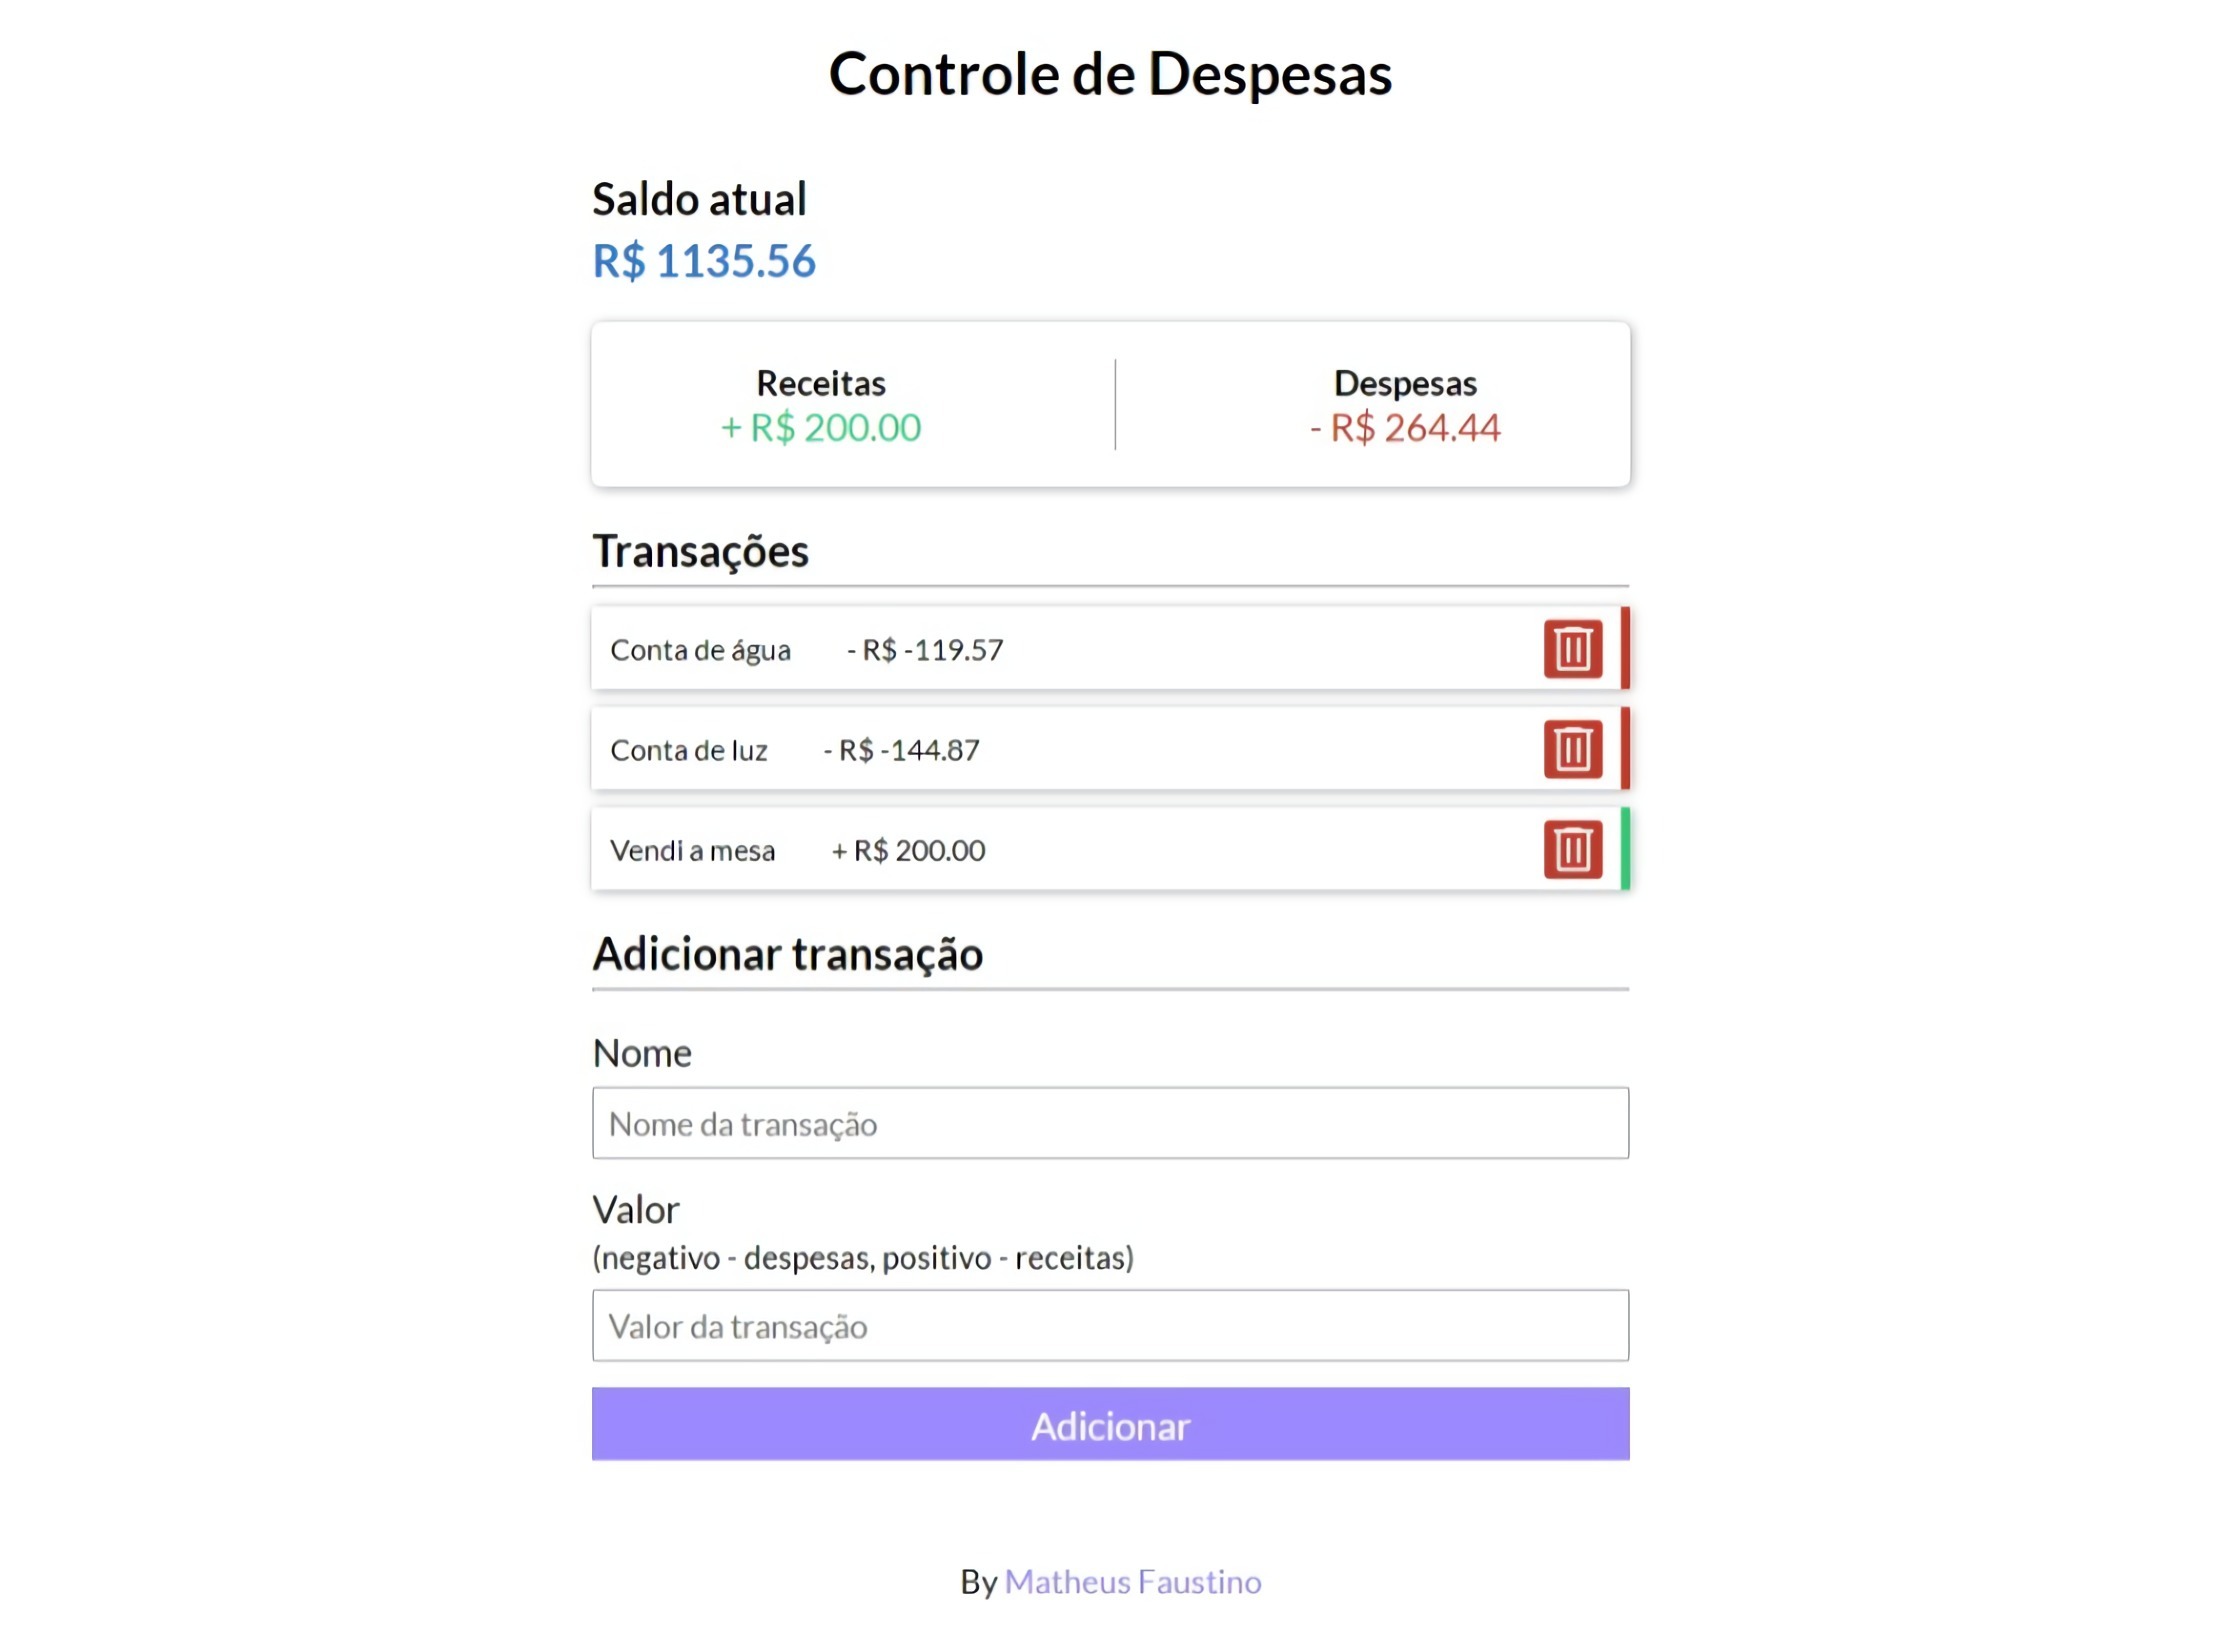 Controle de Despesas
Saldo atual
R$ 1135.56
Receitas
+ R$ 200.00
Despesas
- R$ 264.44
Transações
Conta de água - R$ -119.57
Conta de luz - R$ -144.87
Vendi a mesa + R$ 200.00
Adicionar transação
Nome
Nome da transação
Valor
(negativo - despesas, positivo - receitas)
Valor da transação
Adicionar
By Matheus Faustino